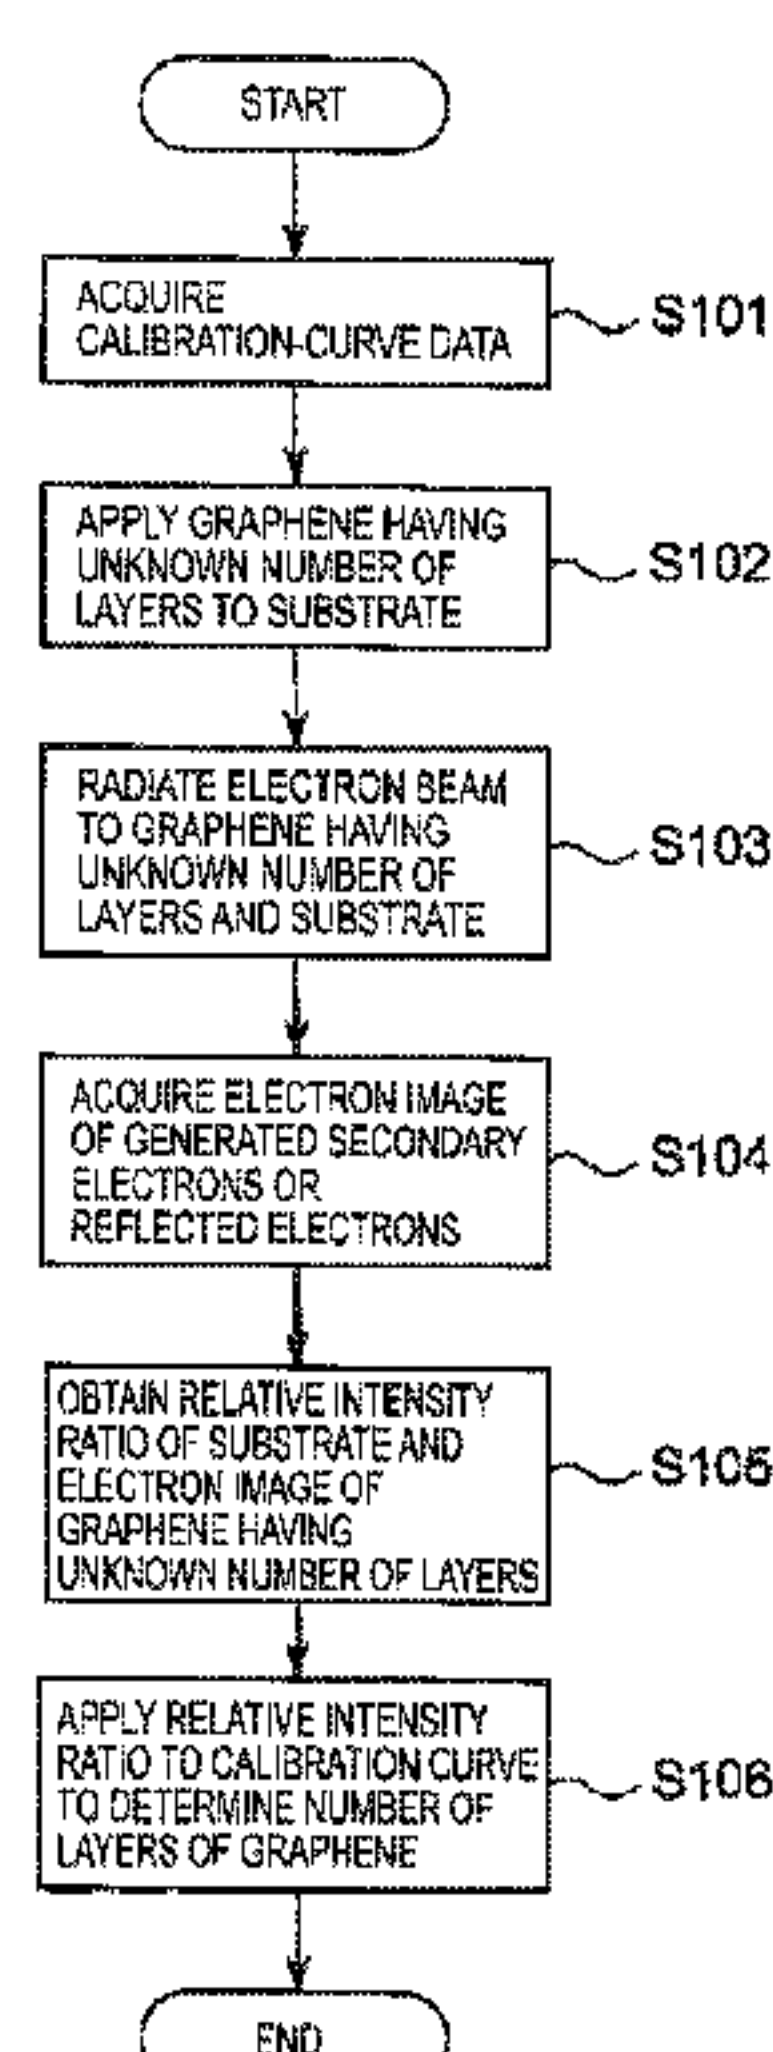 START
ACQUIRE
CALIBRATION-CURVE DATA
S101
APPLY GRAPHENE HAVING
UNKNOWN NUMBER OF
LAYERS TO SUBSTRATE
S102
RADIATE ELECTRON BEAM
TO GRAPHENE HAVING
UNKNOWN NUMBER OF
LAYERS AND SUBSTRATE
S103
ACQUIRE ELECTRON IMAGE
OF GENERATED SECONDARY
ELECTRONS OR
REFLECTED ELECTRONS
S104
OBTAIN RELATIVE INTENSITY
RATIO OF SUBSTRATE AND
ELECTRON IMAGE OF
GRAPHENE HAVING
UNKNOWN NUMBER OF LAYERS
S105
APPLY RELATIVE INTENSITY
RATIO TO CALIBRATION CURVE
TO DETERMINE NUMBER OF
LAYERS OF GRAPHENE
S106
END